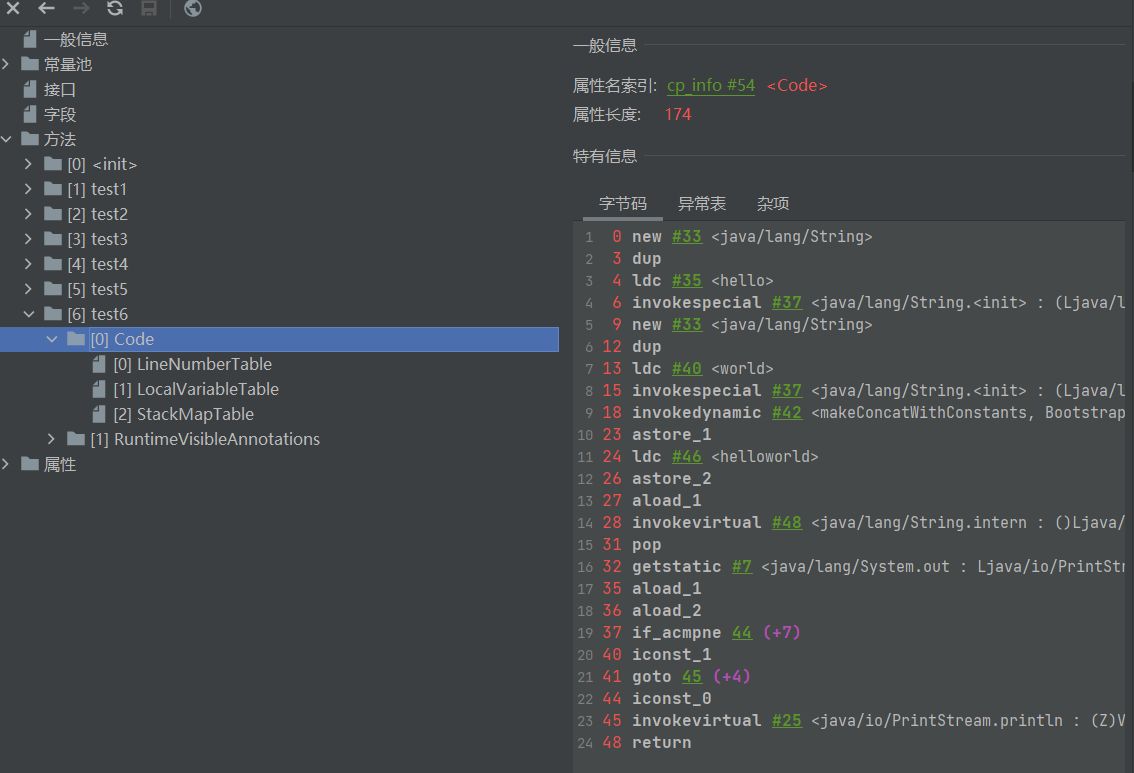 一般信息
常量池
接口
字段
方法
[0] <init>
[1] test1
[2] test2
[3] test3
[4] test4
[5] test5
[6] test6
[0] Code
[0] LineNumberTable
[1] LocalVariableTable
[2] StackMapTable
[1] RuntimeVisibleAnnotations
属性
一般信息
属性名索引: cp_info #54 <Code>
属性长度: 174
特有信息
字节码 异常表 杂项
1 0 new #33 <java/lang/String>
2 3 dup
3 4 ldc #35 <hello>
4 6 invokespecial #37 <java/lang/String.<init> : (Ljava/l
5 9 new #33 <java/lang/String>
6 12 dup
7 13 ldc #40 <world>
8 15 invokespecial #37 <java/lang/String.<init> : (Ljava/l
9 18 invokedynamic #42 <makeConcatWithConstants, Bootstrap
10 23 astore_1
11 24 ldc #46 <helloworld>
12 26 astore_2
13 27 aload_1
14 28 invokevirtual #48 <java/lang/String.intern : ()Ljava/
15 31 pop
16 32 getstatic #7 <java/lang/System.out : Ljava/io/PrintStr
17 35 aload_1
18 36 aload_2
19 37 if_acmpne 44 (+7)
20 40 iconst_1
21 41 goto 45 (+4)
22 44 iconst_0
23 45 invokevirtual #25 <java/io/PrintStream.println : (Z)V
24 48 return